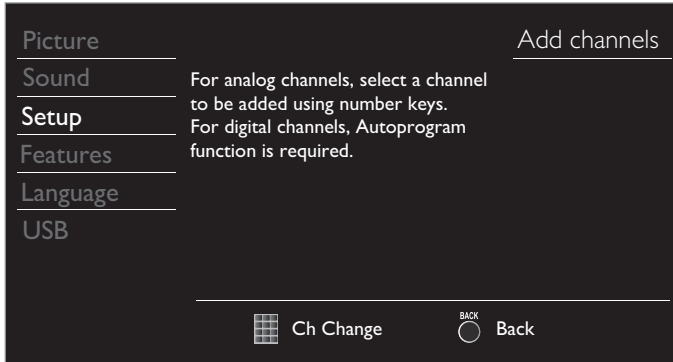 Picture
Add channels
Sound
For analog channels, select a channel
to be added using number keys.
Setup
For digital channels, Autoprogram
function is required.
Features
Language
USB
Ch Change
BACK
Back